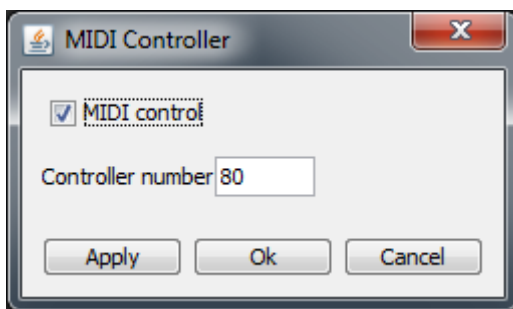 MIDI Controller
MIDI control
Controller number 80
Apply Ok Cancel